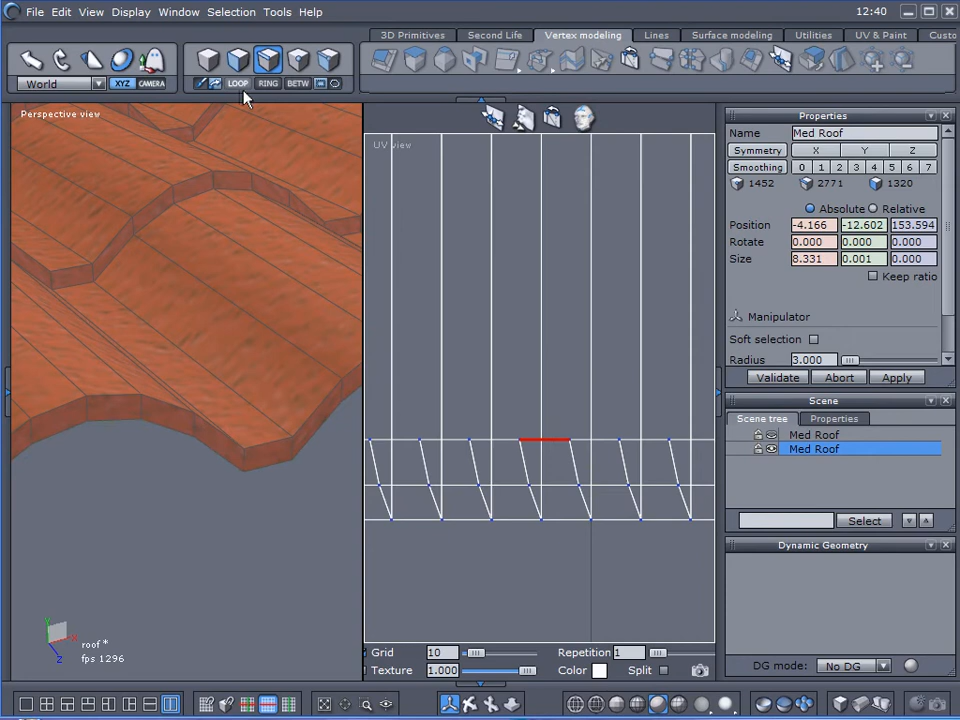 File Edit View Display Window Selection Tools Help 12:40
3D Primitives Second Life Vertex modeling Lines Surface modeling Utilities UV & Paint Custo
World XYZ CAMERA LOOP RING BETW
Perspective view
UV view
Properties
Name Med Roof
Symmetry X Y Z
Smoothing 0 1 2 3 4 5 6 7
1452 2771 1320
Absolute Relative
Position -4.166 -12.602 153.594
Rotate 0.000 0.000 0.000
Size 8.331 0.001 0.000
Keep ratio
Manipulator
Soft selection
Radius 3.000
Validate Abort Apply
Scene
Scene tree Properties
Med Roof
Med Roof
Select
Dynamic Geometry
DG mode: No DG
Y X Z
roof *
fps 1296
Grid 10 Repetition 1
Texture 1.000 Color Split